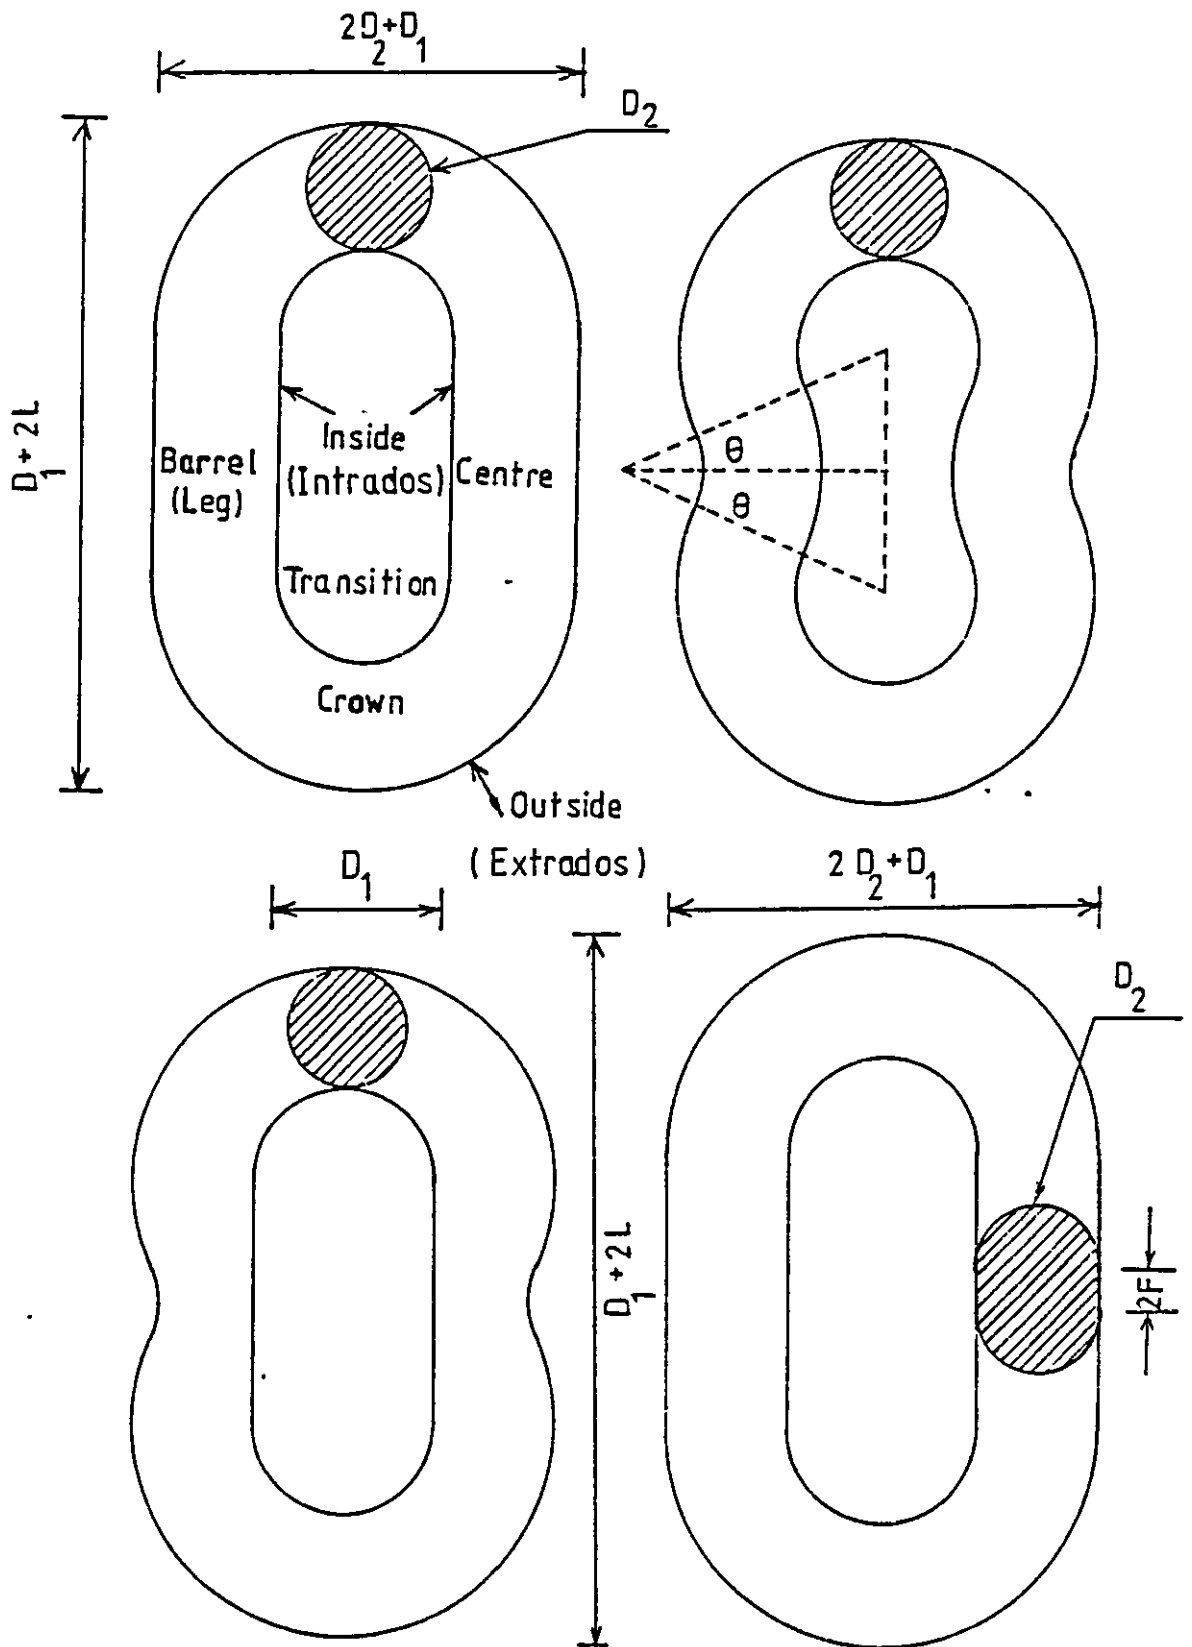 2D₂+D₁
D₂
D₁+2L
Barrel
(Leg)
Inside
(Intrados)
Centre
Transition
Crown
Outside
(Extrados)
θ
θ
D₁
2D₂+D₁
D₂
D₁+2L
2F